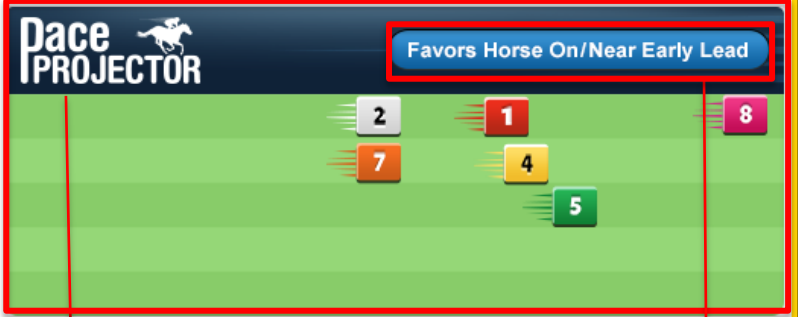 Pace
PROJECTOR
Favors Horse On/Near Early Lead
2 1 8
7 4
5